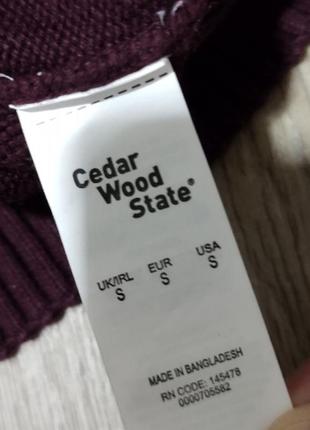 Cedar
Wood
State®
UK/IRL EUR USA
S S S
MADE IN BANGLADESH
RN CODE: 145478
0000705582